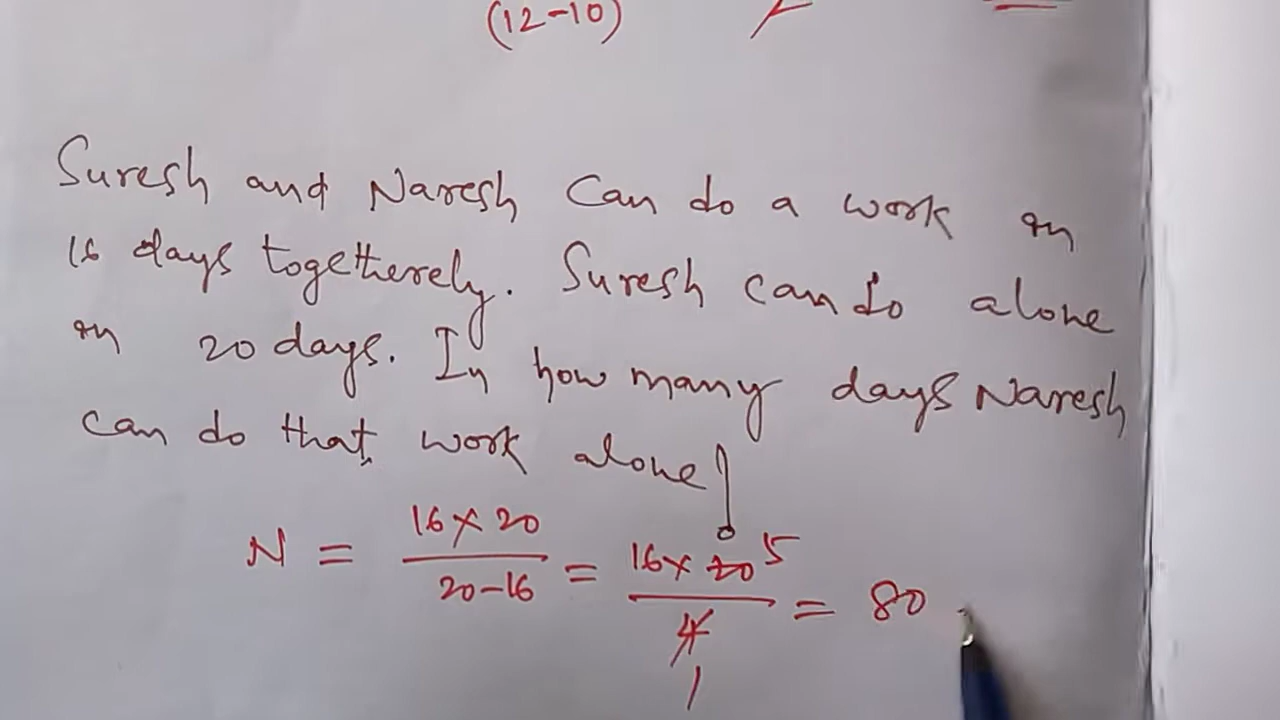 (12-10)
Suresh and Naresh Can do a work in
16 days togetherely. Suresh can do alone
in 20 days. In how many days Naresh
can do that work alone?
N = 16 × 20 / 20-16 = 16 × 20 5 / 4 1 = 80